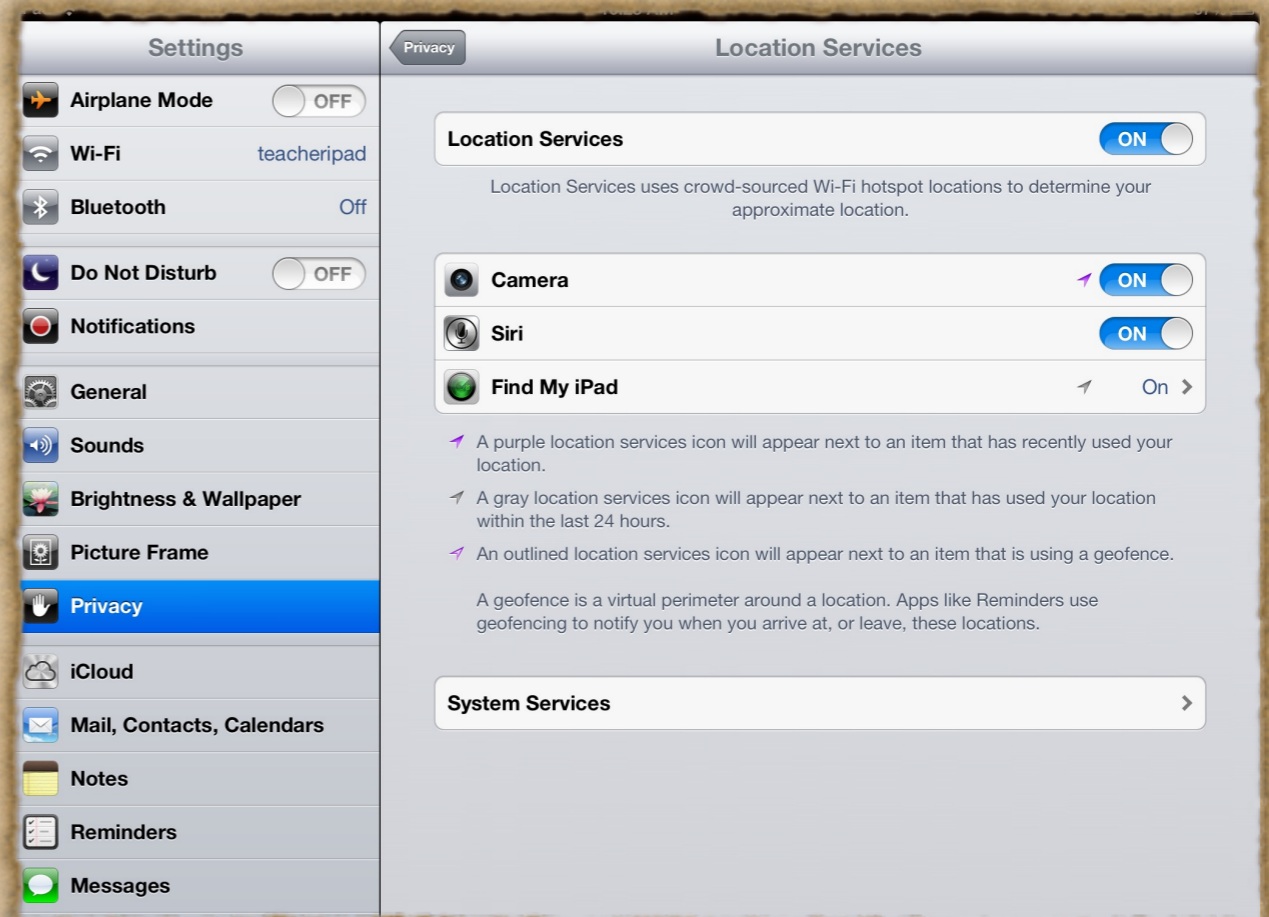 Settings
Airplane Mode OFF
Wi-Fi teacheripad
Bluetooth Off
Do Not Disturb OFF
Notifications
General
Sounds
Brightness & Wallpaper
Picture Frame
Privacy
iCloud
Mail, Contacts, Calendars
Notes
Reminders
Messages
Privacy
Location Services
Location Services ON
Location Services uses crowd-sourced Wi-Fi hotspot locations to determine your
approximate location.
Camera ON
Siri ON
Find My iPad On
A purple location services icon will appear next to an item that has recently used your
location.
A gray location services icon will appear next to an item that has used your location
within the last 24 hours.
An outlined location services icon will appear next to an item that is using a geofence.
A geofence is a virtual perimeter around a location. Apps like Reminders use
geofencing to notify you when you arrive at, or leave, these locations.
System Services